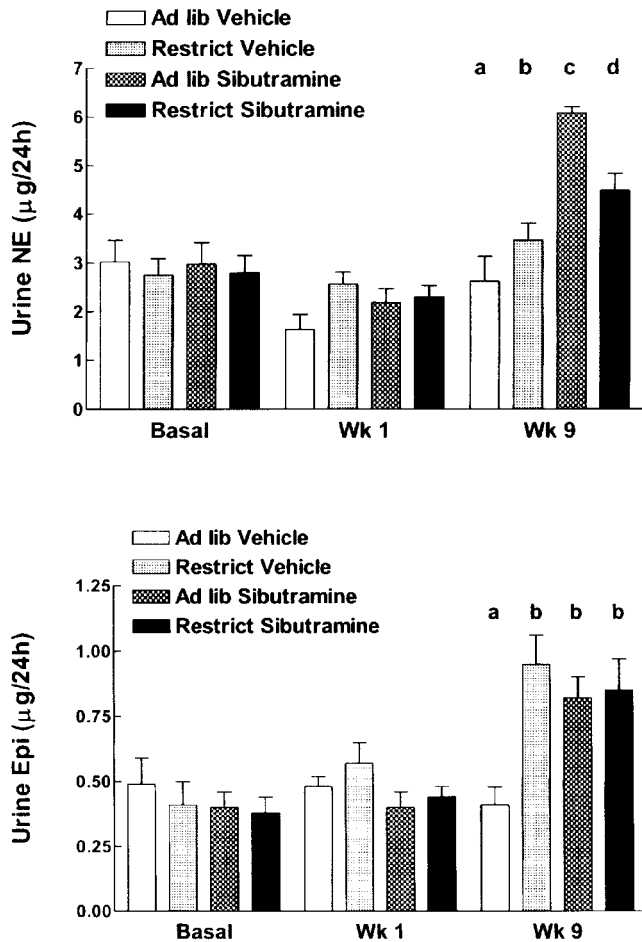 Ad lib Vehicle
Restrict Vehicle
Ad lib Sibutramine
Restrict Sibutramine
a b c d
Urine NE (μg/24h)
7
6
5
4
3
2
1
0
Basal Wk 1 Wk 9
Ad lib Vehicle
Restrict Vehicle
Ad lib Sibutramine
Restrict Sibutramine
a b b b
Urine Epi (μg/24h)
1.25
1.00
0.75
0.50
0.25
0.00
Basal Wk 1 Wk 9